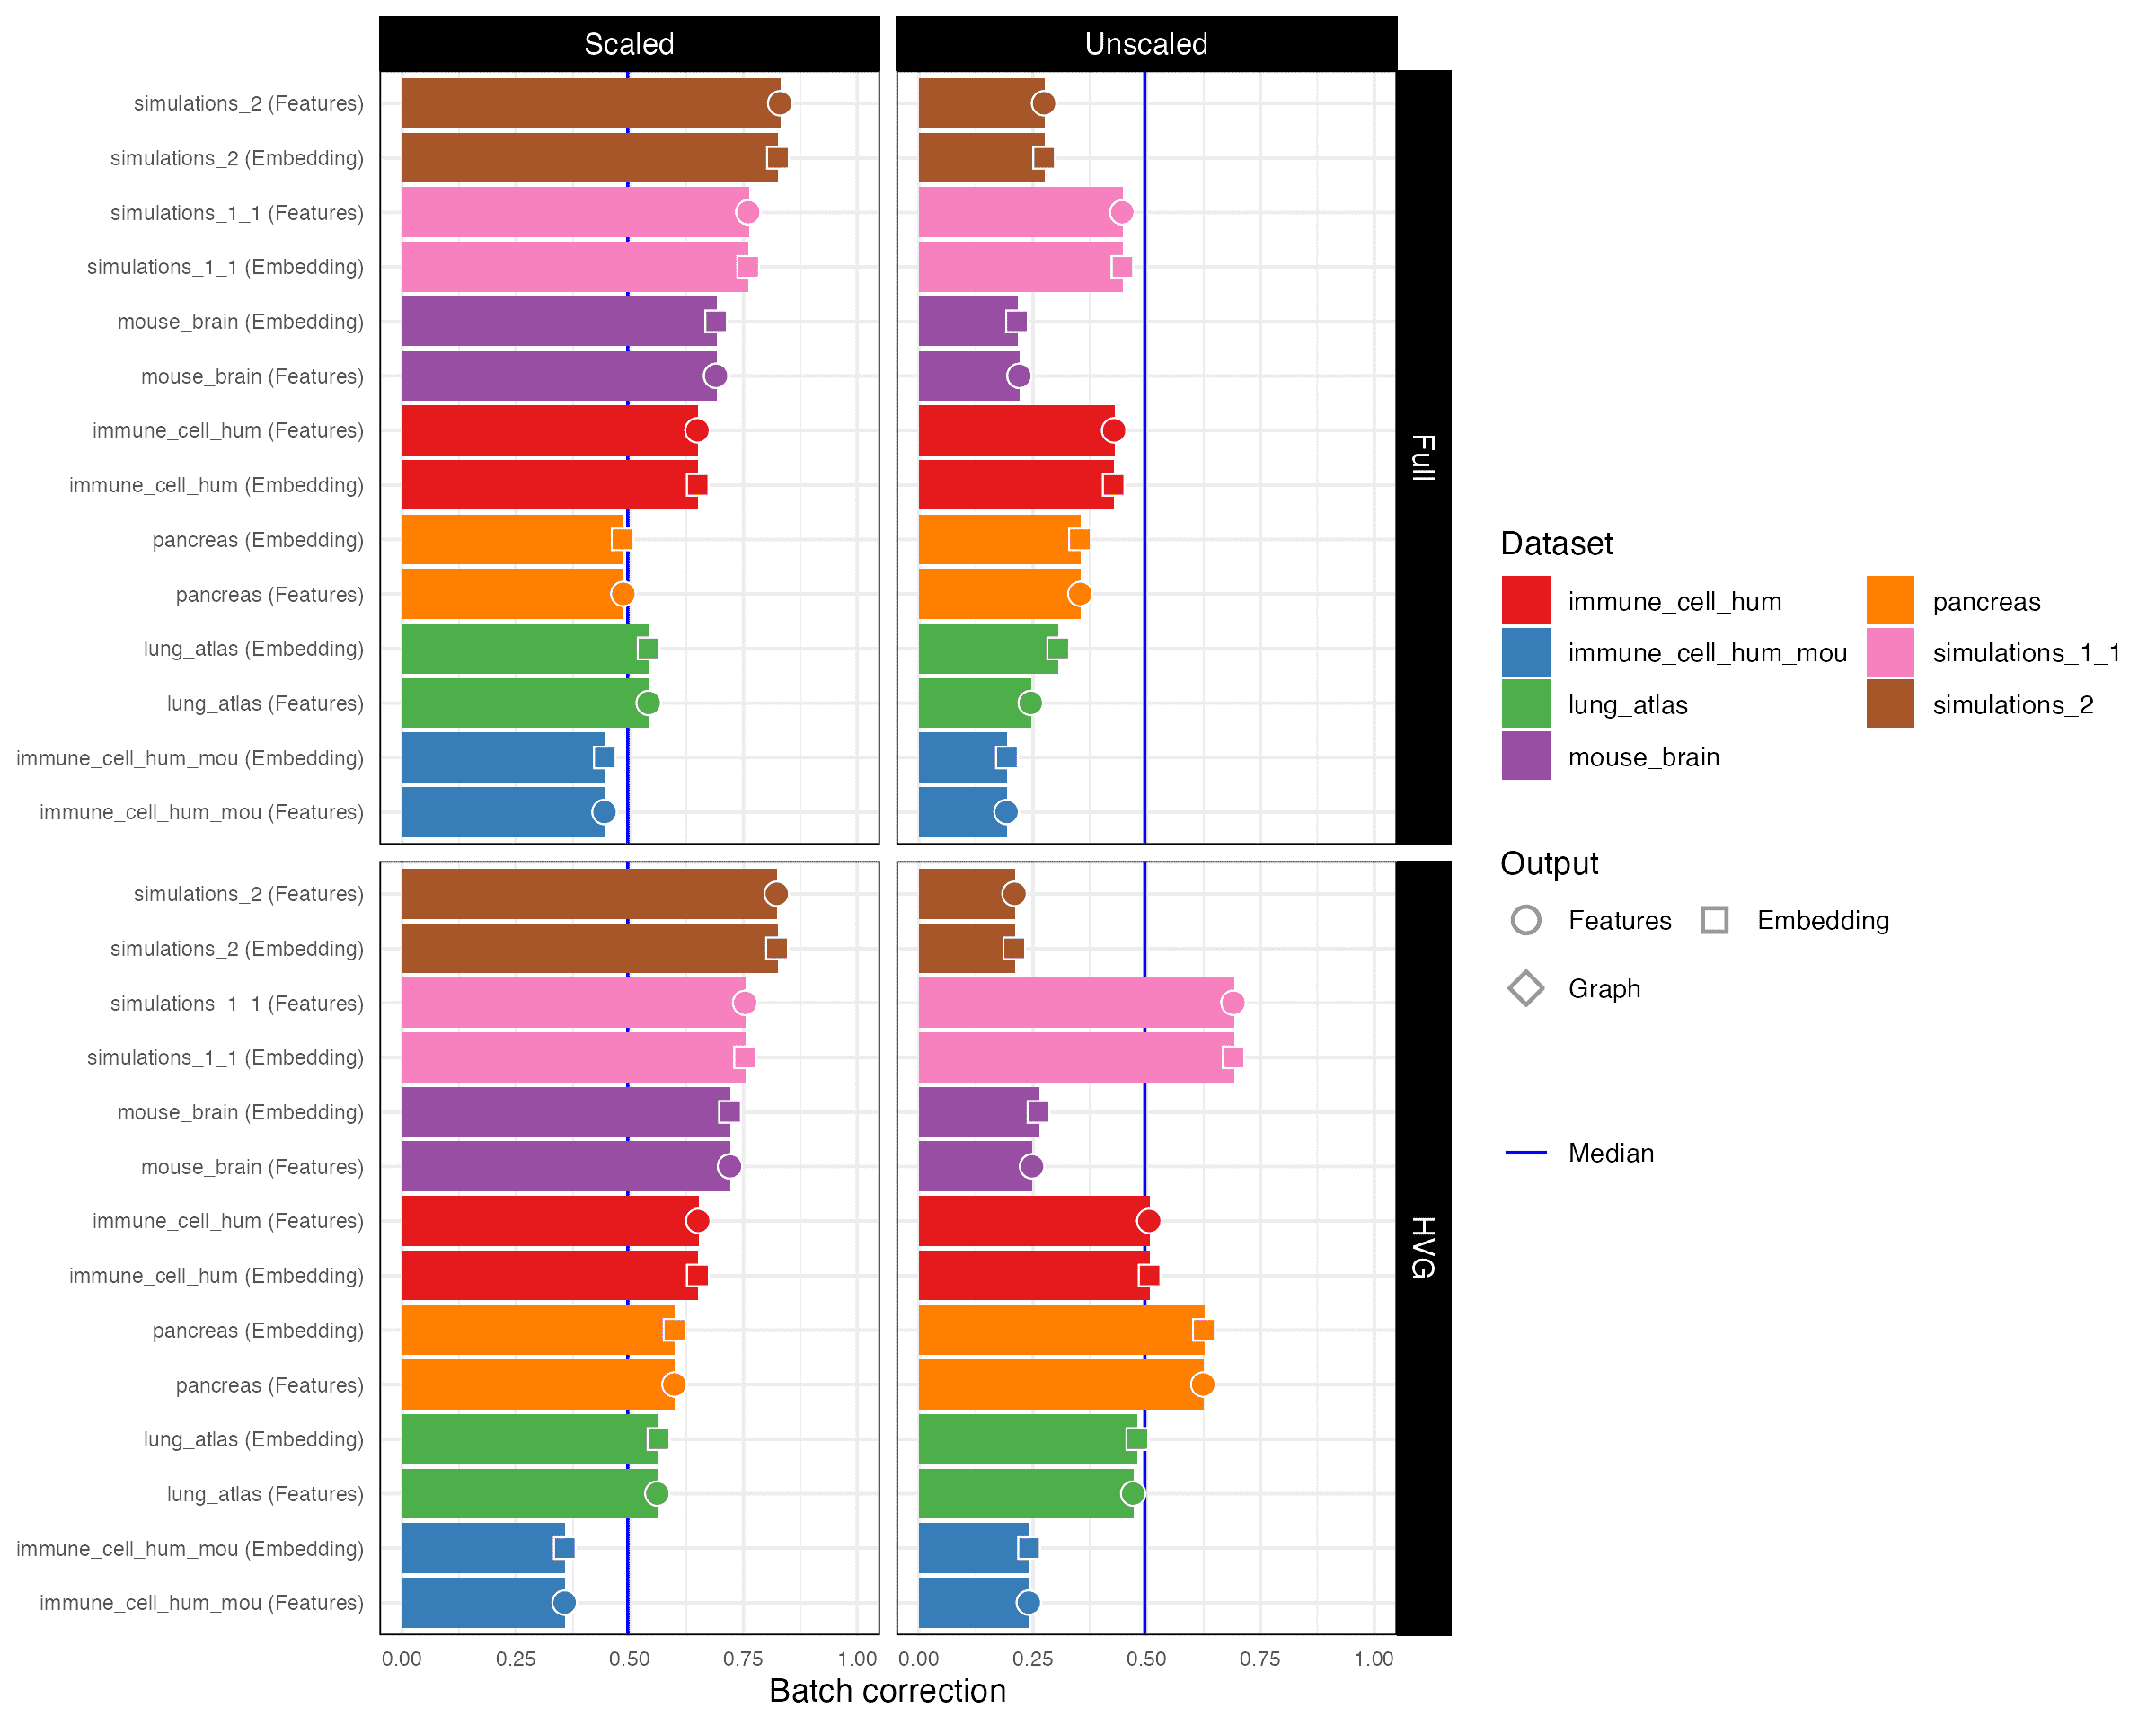 Scaled
Unscaled
simulations_2 (Features)
simulations_2 (Embedding)
simulations_1_1 (Features)
simulations_1_1 (Embedding)
mouse_brain (Embedding)
mouse_brain (Features)
immune_cell_hum (Features)
immune_cell_hum (Embedding)
pancreas (Embedding)
pancreas (Features)
lung_atlas (Embedding)
lung_atlas (Features)
immune_cell_hum_mou (Embedding)
immune_cell_hum_mou (Features)
Full
simulations_2 (Features)
simulations_2 (Embedding)
simulations_1_1 (Features)
simulations_1_1 (Embedding)
mouse_brain (Embedding)
mouse_brain (Features)
immune_cell_hum (Features)
immune_cell_hum (Embedding)
pancreas (Embedding)
pancreas (Features)
lung_atlas (Embedding)
lung_atlas (Features)
immune_cell_hum_mou (Embedding)
immune_cell_hum_mou (Features)
HVG
0.00 0.25 0.50 0.75 1.00
0.00 0.25 0.50 0.75 1.00
Batch correction
Dataset
immune_cell_hum
immune_cell_hum_mou
lung_atlas
mouse_brain
pancreas
simulations_1_1
simulations_2
Output
Features
Embedding
Graph
Median